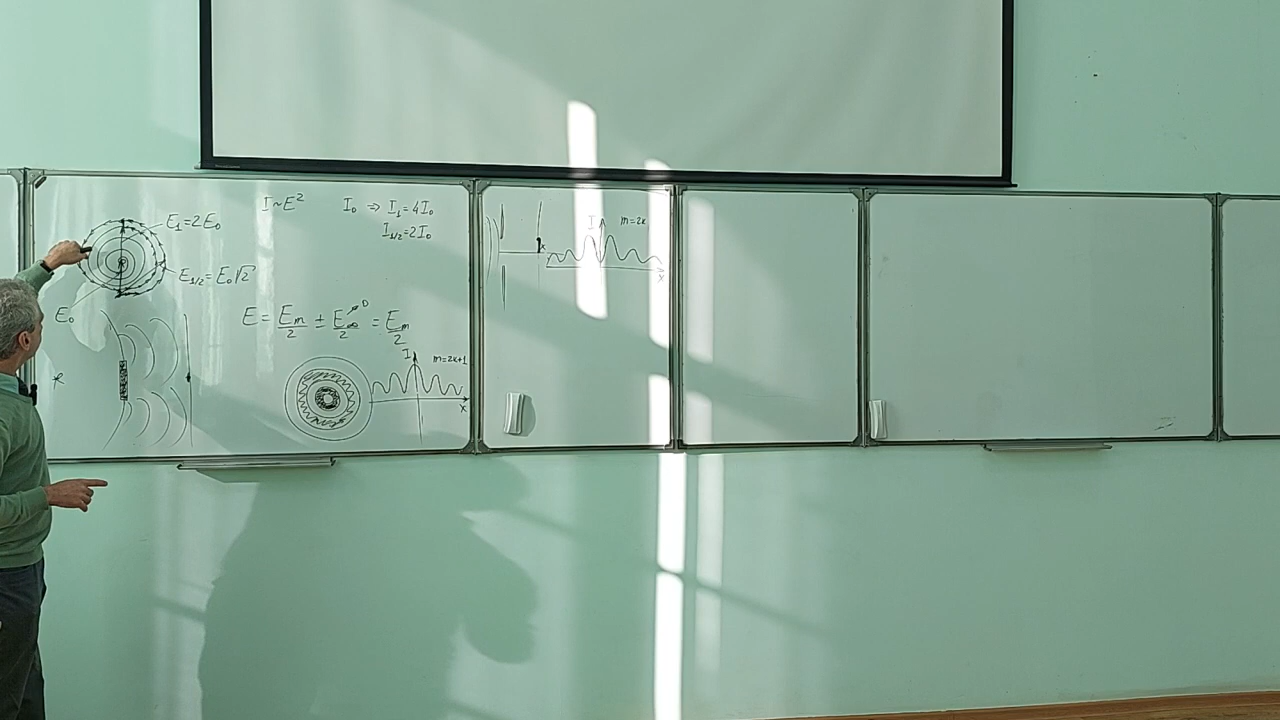 E₁=2E₀
E₁/₂=E₀√2
E₀
I~E²
I₀ ⇒ I₁=4I₀
I₁/₂=2I₀
E = Eₘ/2 ± E∞/2 ↗0 = Eₘ/2
I
m=2k+1
x
x
I
m=2k
x